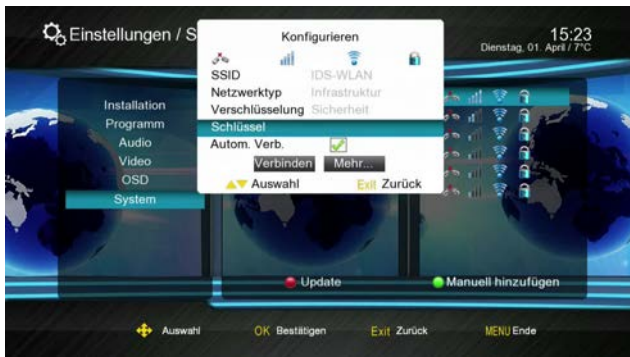 Einstellungen / S
15:23
Dienstag, 01. April / 7°C
Konfigurieren
SSID IDS-WLAN
Netzwerktyp Infrastruktur
Verschlüsselung Sicherheit
Schlüssel
Autom. Verb.
Verbinden Mehr...
Auswahl Exit Zurück
Installation
Programm
Audio
Video
OSD
System
Update
Manuell hinzufügen
Auswahl OK Bestätigen Exit Zurück MENU Ende